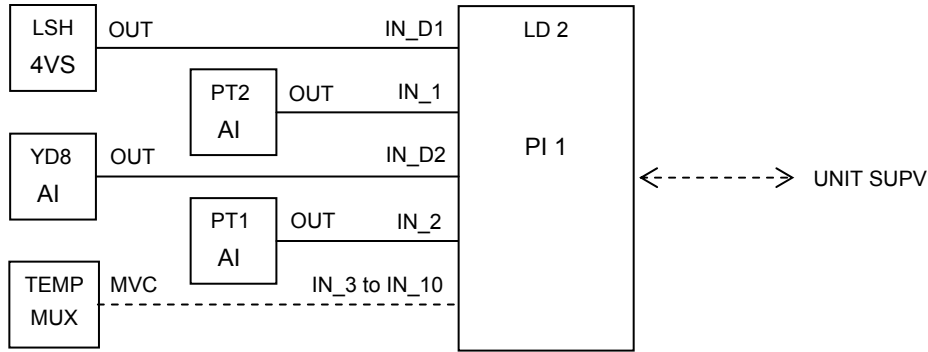 LSH OUT IN_D1 LD 2
4VS
PT2 OUT IN_1
AI
PI 1
YD8 OUT IN_D2
AI
UNIT SUPV
PT1 OUT IN_2
AI
TEMP MVC IN_3 to IN_10
MUX